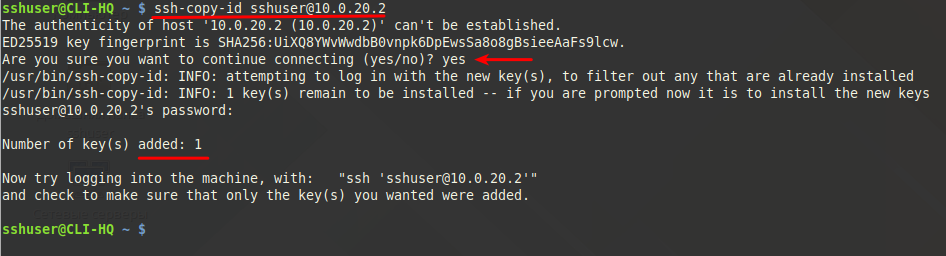 sshuser@CLI-HQ ~ $ ssh-copy-id sshuser@10.0.20.2
The authenticity of host '10.0.20.2 (10.0.20.2)' can't be established.
ED25519 key fingerprint is SHA256:UiXQ8YWvWwdbB0vnpk6DpEwsSa8o8gBsieeAaFs9lcw.
Are you sure you want to continue connecting (yes/no)? yes
/usr/bin/ssh-copy-id: INFO: attempting to log in with the new key(s), to filter out any that are already installed
/usr/bin/ssh-copy-id: INFO: 1 key(s) remain to be installed -- if you are prompted now it is to install the new keys
sshuser@10.0.20.2's password:
Number of key(s) added: 1
Now try logging into the machine, with:   "ssh 'sshuser@10.0.20.2'"
and check to make sure that only the key(s) you wanted were added.
sshuser@CLI-HQ ~ $